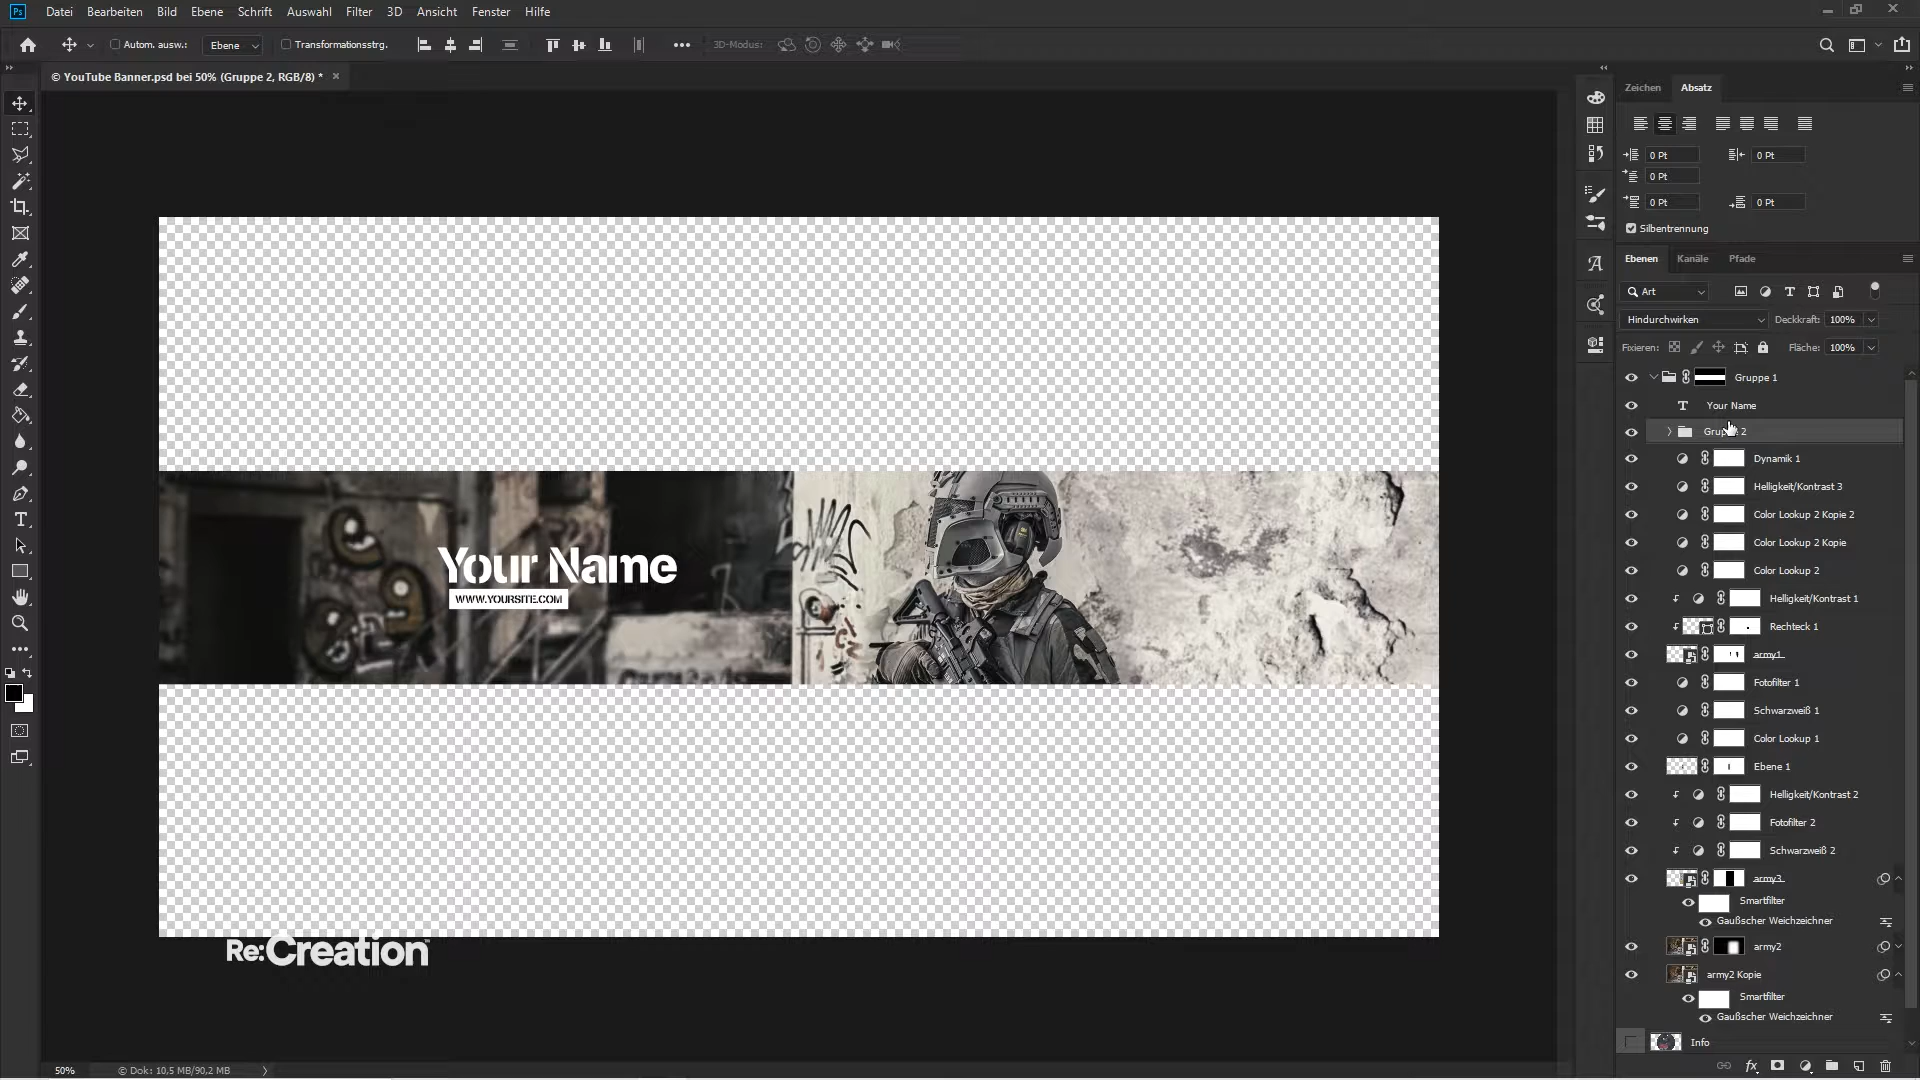 Ps Datei Bearbeiten Bild Ebene Schrift Auswahl Filter 3D Ansicht Fenster Hilfe
Autom. ausw.: Ebene Transformationsstrg. 3D-Modus:
© YouTube Banner.psd bei 50% (Gruppe 2, RGB/8) *
Zeichen Absatz
0 Pt 0 Pt
0 Pt
0 Pt 0 Pt
Silbentrennung
Ebenen Kanäle Pfade
Art
Hindurchwirken Deckkraft: 100%
Fixieren: Fläche: 100%
Gruppe 1
Your Name
Gruppe 2
Dynamik 1
Helligkeit/Kontrast 3
Color Lookup 2 Kopie 2
Color Lookup 2 Kopie
Color Lookup 2
Helligkeit/Kontrast 1
Rechteck 1
army1
Fotofilter 1
Schwarzweiß 1
Color Lookup 1
Ebene 1
Helligkeit/Kontrast 2
Fotofilter 2
Schwarzweiß 2
army3
Smartfilter
Gaußscher Weichzeichner
army2
army2 Kopie
Smartfilter
Gaußscher Weichzeichner
Info
Your Name
WWW.YOURSITE.COM
Re:Creation
50% © Dok: 10,5 MB/90,2 MB